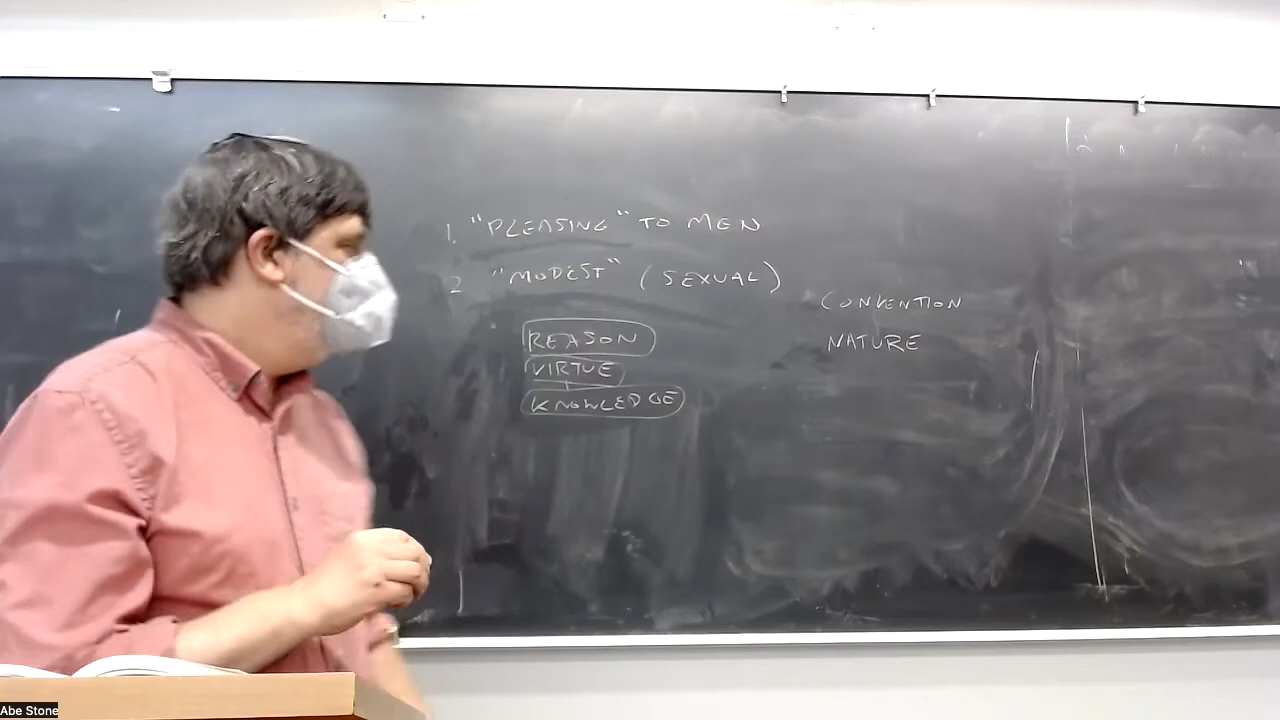 1. "PLEASING" TO MEN
2 "MODEST" (SEXUAL)
CONVENTION
REASON
NATURE
VIRTUE
KNOWLEDGE
Abe Stone